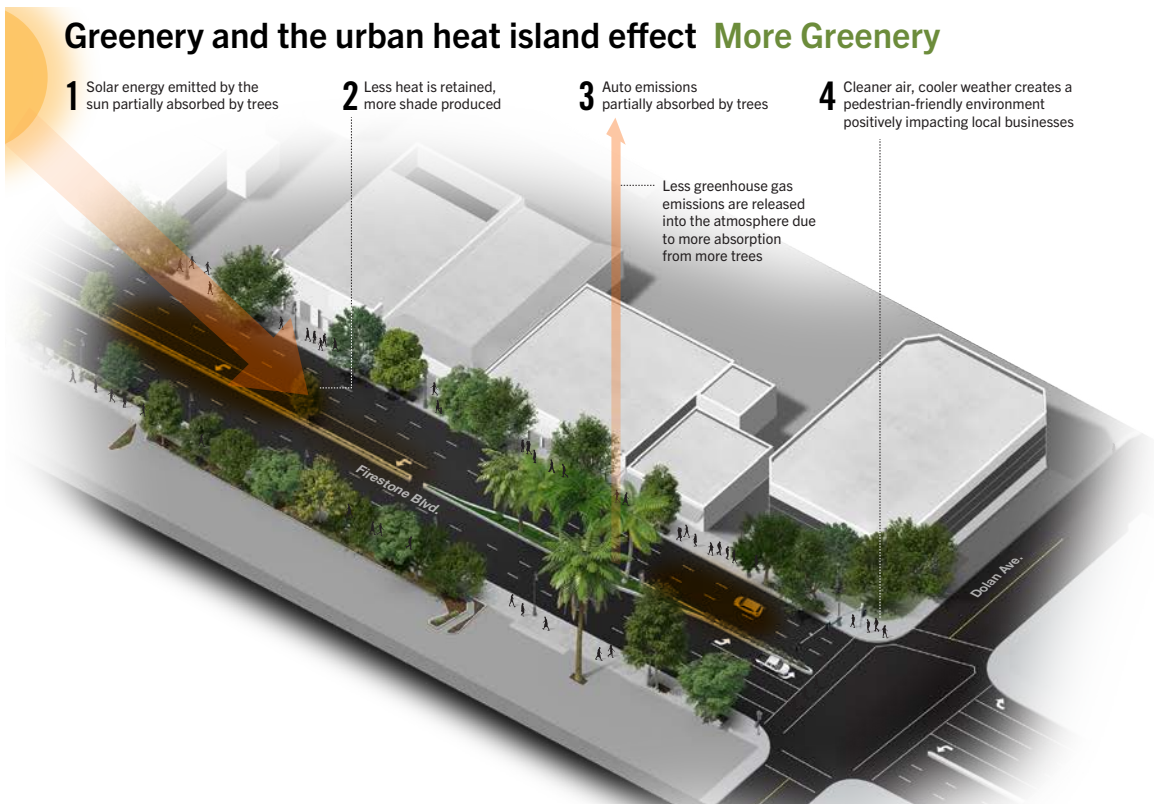 Greenery and the urban heat island effect More Greenery
1 Solar energy emitted by the
sun partially absorbed by trees
2 Less heat is retained,
more shade produced
3 Auto emissions
partially absorbed by trees
4 Cleaner air, cooler weather creates a
pedestrian-friendly environment
positively impacting local businesses
Less greenhouse gas
emissions are released
into the atmosphere due
to more absorption
from more trees
Firestone Blvd.
Dolan Ave.